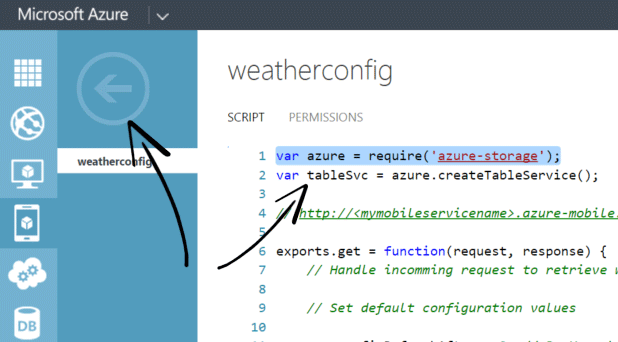 Microsoft Azure
weatherconfig
SCRIPT PERMISSIONS
weatherconfig
1 var azure = require('azure-storage');
2 var tableSvc = azure.createTableService();
3
4 // http://<mymobileservicename>.azure-mobile.
5
6 exports.get = function(request, response) {
7 // Handle incomming request to retrieve
8
9 // Set default configuration values
10
DB